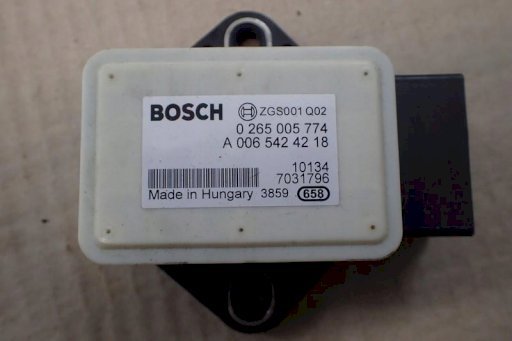 BOSCH ZGS001 Q02
0 265 005 774
A 006 542 42 18
10134
7031796
Made in Hungary 3859 658